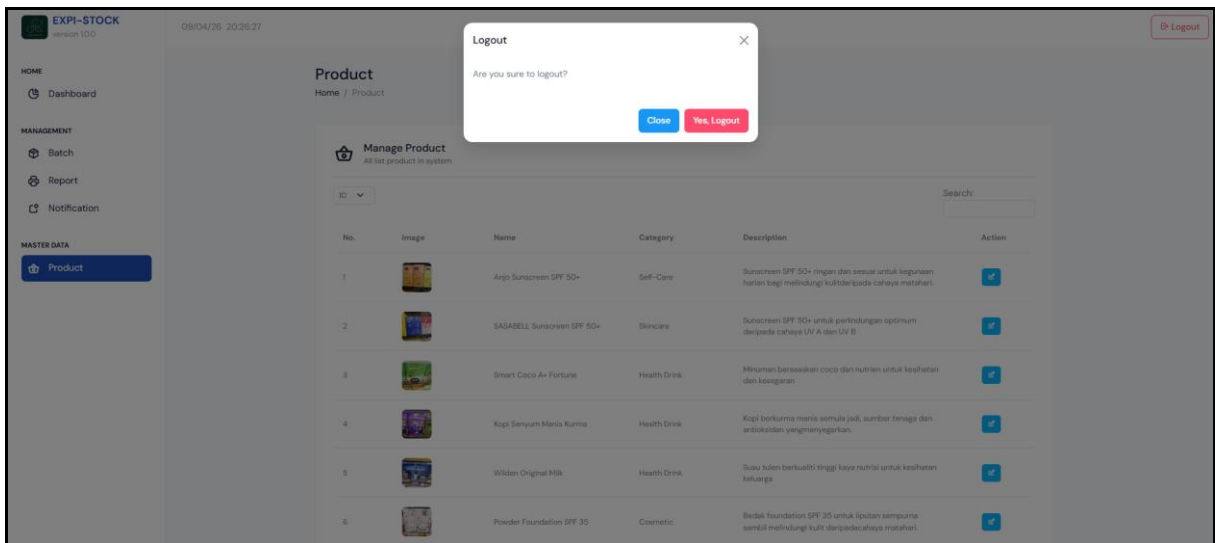 EXPI-STOCK
version 1.0.0
09/04/26 20:26:27
Logout
HOME
Dashboard
MANAGEMENT
Batch
Report
Notification
MASTER DATA
Product
Logout
Are you sure to logout?
Close
Yes, Logout
Product
Home / Product
Manage Product
All list product in system
10
Search:
No. Image Name Category Description Action
1 Anjo Sunscreen SPF 50+ Self-Care
Sunscreen SPF 50+ ringan dan sesuai untuk kegunaan
harian bagi melindungi kulitdaripada cahaya matahari.
2 SASABELL Sunscreen SPF 50+ Skincare
Sunscreen SPF 50+ untuk perlindungan optimum
daripada cahaya UV A dan UV B
3 Smart Coco A+ Fortune Health Drink
Minuman berasaskan coco dan nutrien untuk kesihatan
dan kesegaran
4 Kopi Senyum Manis Kurma Health Drink
Kopi berkurma manis semula jadi, sumber tenaga dan
antioksidan yangmenyegarkan.
5 Wildan Original Milk Health Drink
Susu tulen berkualiti tinggi kaya nutrisi untuk kesihatan
keluarga
6 Powder Foundation SPF 35 Cosmetic
Bedak foundation SPF 35 untuk liputan sempurna
sambil melindungi kulit daripadacahaya matahari.